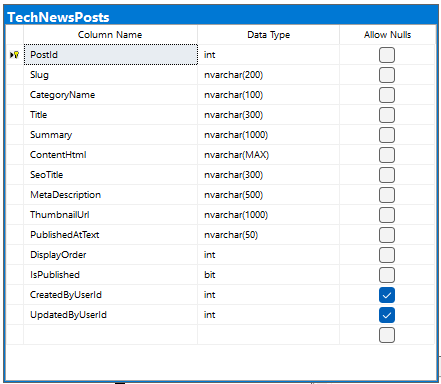 TechNewsPosts
Column Name Data Type Allow Nulls
PostId int
Slug nvarchar(200)
CategoryName nvarchar(100)
Title nvarchar(300)
Summary nvarchar(1000)
ContentHtml nvarchar(MAX)
SeoTitle nvarchar(300)
MetaDescription nvarchar(500)
ThumbnailUrl nvarchar(1000)
PublishedAtText nvarchar(50)
DisplayOrder int
IsPublished bit
CreatedByUserId int
UpdatedByUserId int